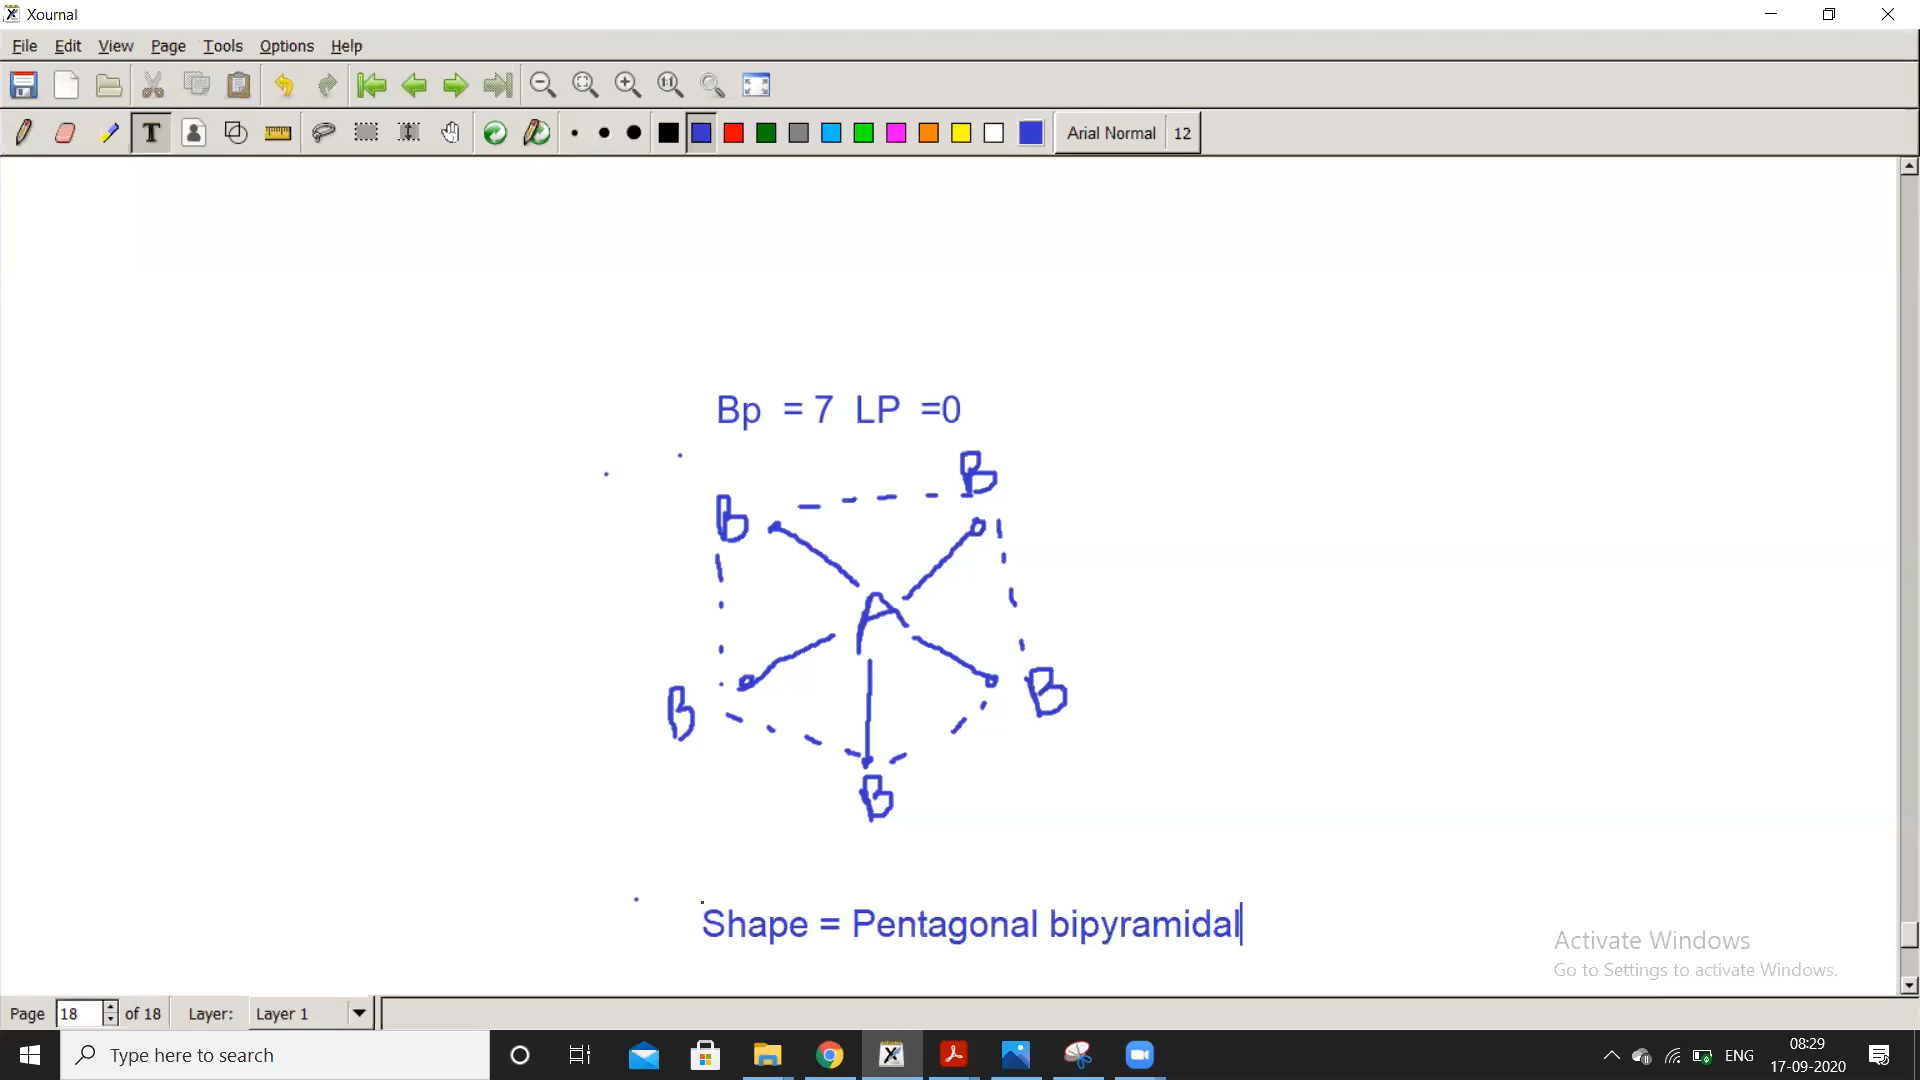 Xournal
File Edit View Page Tools Options Help
T 1:1 Arial Normal 12
Bp = 7 LP =0
B
B
A
B
B
B
Shape = Pentagonal bipyramidal
Activate Windows
Go to Settings to activate Windows.
Page 18 of 18 Layer: Layer 1
Type here to search
ENG
08:29
17-09-2020